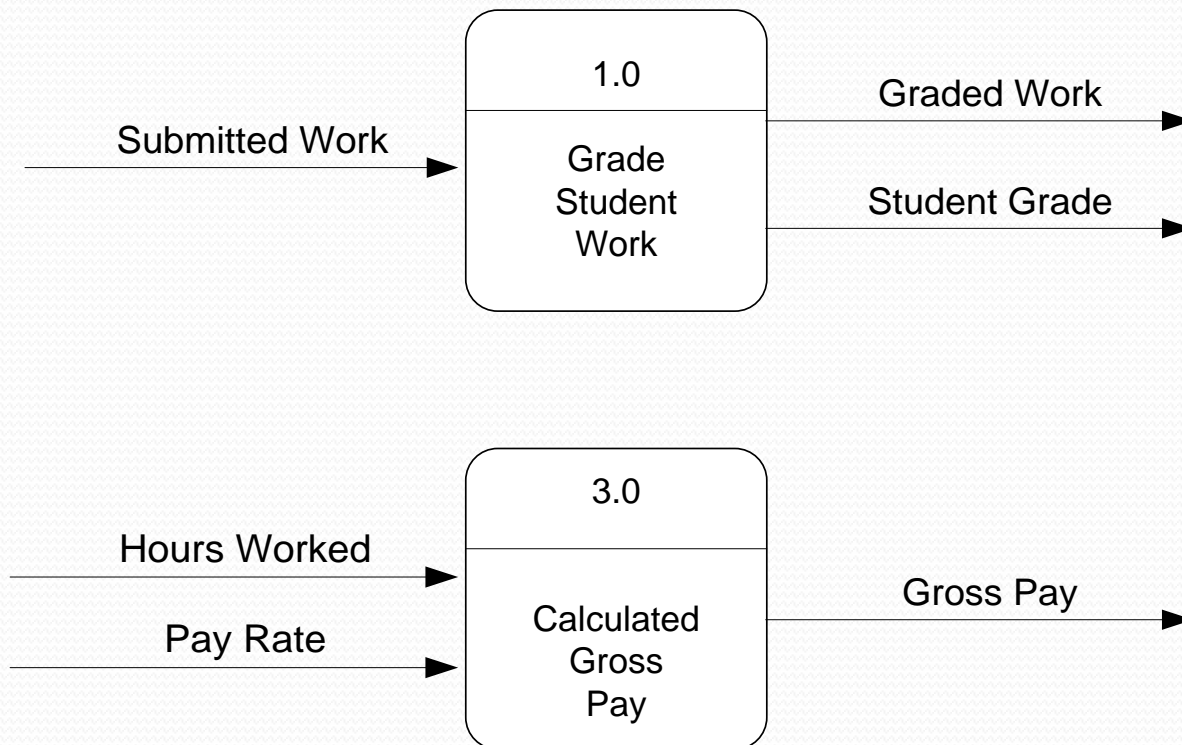 1.0
Graded Work
Submitted Work
Grade
Student
Work
Student Grade
3.0
Hours Worked
Pay Rate
Calculated
Gross
Pay
Gross Pay